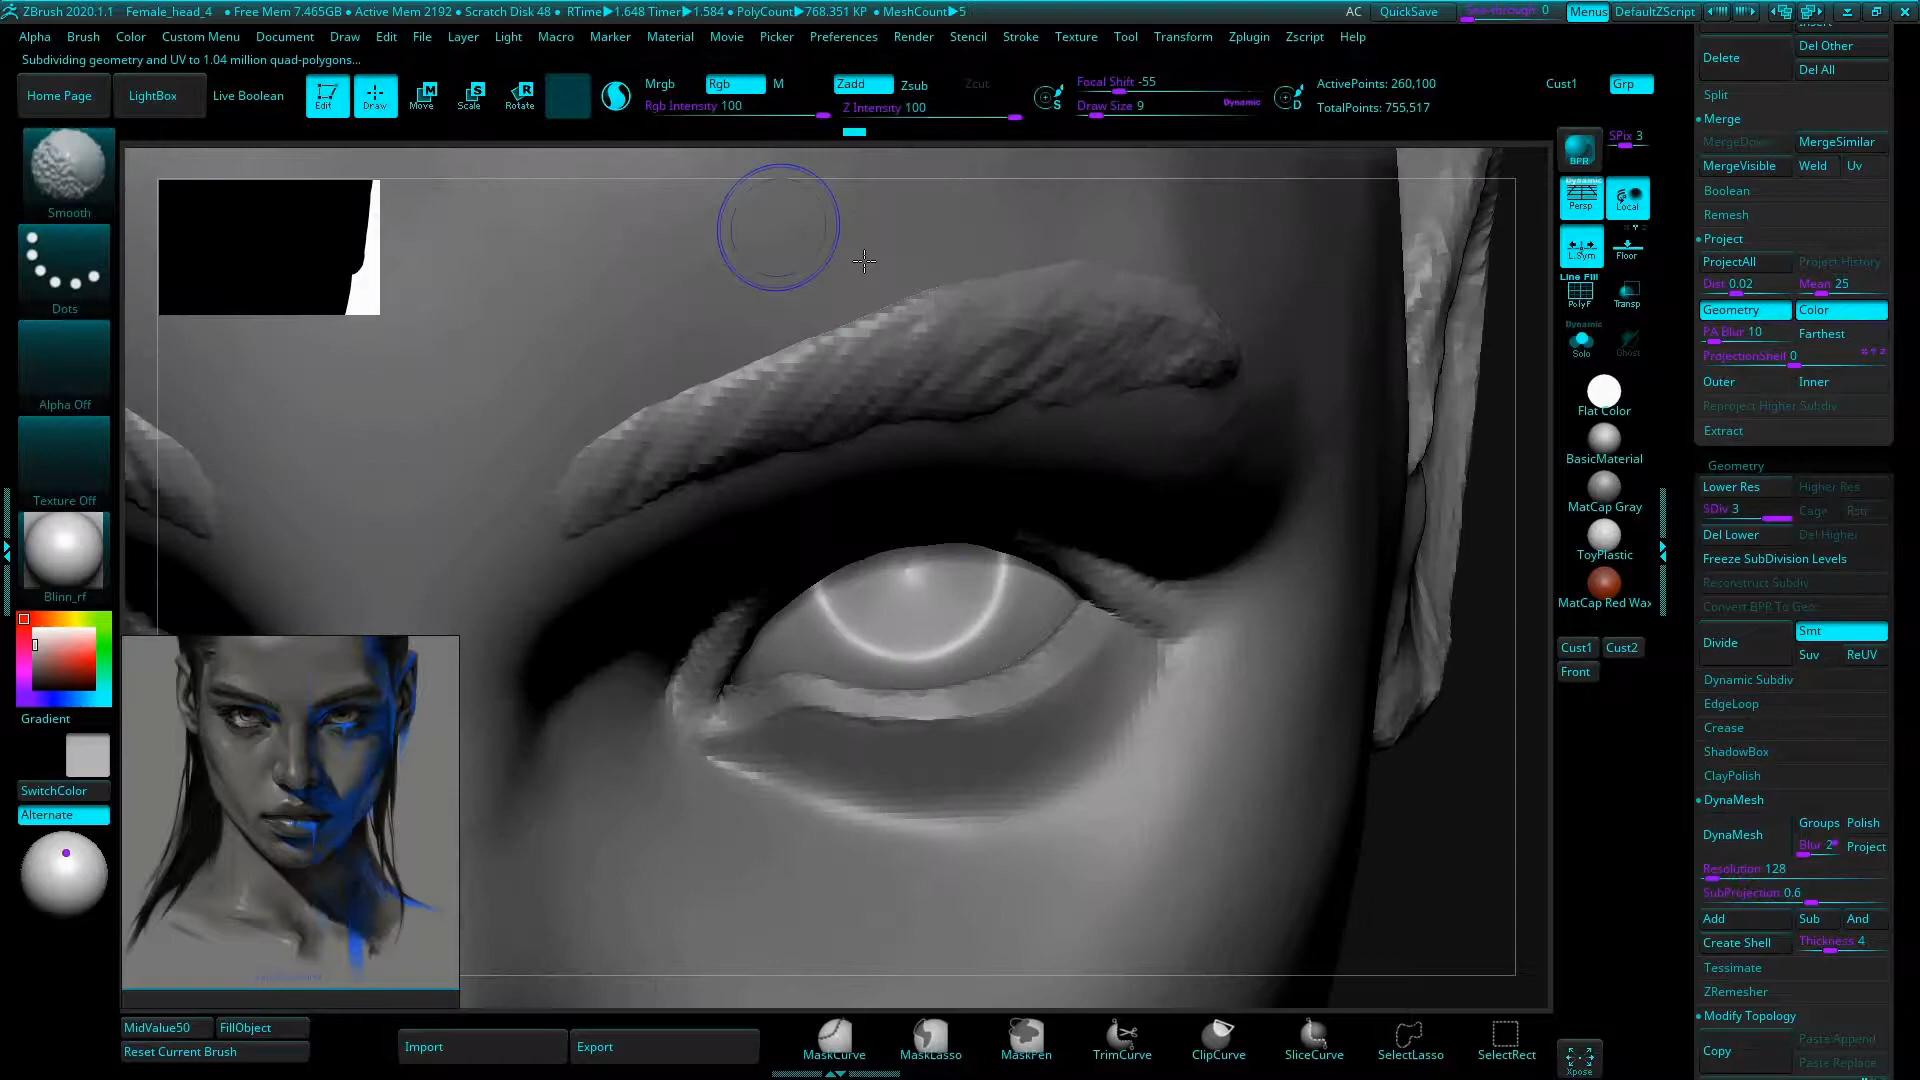 ZBrush 2020.1.1 Female_head_4 • Free Mem 7.465GB • Active Mem 2192 • Scratch Disk 48 • RTime▶1.648 Timer▶1.584 • PolyCount▶768.351 KP • MeshCount▶5 AC QuickSave See-through 0 Menus DefaultZScript
Alpha Brush Color Custom Menu Document Draw Edit File Layer Light Macro Marker Material Movie Picker Preferences Render Stencil Stroke Texture Tool Transform Zplugin Zscript Help
Subdividing geometry and UV to 1.04 million quad-polygons...
Home Page LightBox Live Boolean Edit Draw Move Scale Rotate
Mrgb Rgb M Zadd Zsub Zcut
Rgb Intensity 100 Z Intensity 100
S Focal Shift -55
Draw Size 9 Dynamic D
ActivePoints: 260,100
TotalPoints: 755,517
Cust1 Grp
Smooth
Dots
Alpha Off
Texture Off
Blinn_rf
Gradient
SwitchColor
Alternate
MidValue50 FillObject
Reset Current Brush
Import Export
MaskCurve MaskLasso MaskPen TrimCurve ClipCurve SliceCurve SelectLasso SelectRect
BPR SPix 3
Dynamic
Persp Local
L.Sym Floor
Line Fill
PolyF Transp
Dynamic
Solo Ghost
Flat Color
BasicMaterial
MatCap Gray
ToyPlastic
MatCap Red Wax
Cust1 Cust2
Front
Xpose
Delete Del Other
Del All
Split
• Merge
MergeDown MergeSimilar
MergeVisible Weld Uv
Boolean
Remesh
• Project
ProjectAll Project History
Dist 0.02 Mean 25
Geometry Color
PA Blur 10 Farthest
ProjectionShell 0
Outer Inner
Reproject Higher Subdiv
Extract
Geometry
Lower Res Higher Res
SDiv 3 Cage Rstr
Del Lower Del Higher
Freeze SubDivision Levels
Reconstruct Subdiv
Convert BPR To Geo
Divide Smt
Suv ReUV
Dynamic Subdiv
EdgeLoop
Crease
ShadowBox
ClayPolish
• DynaMesh
DynaMesh Groups Polish
Blur 2 Project
Resolution 128
SubProjection 0.6
Add Sub And
Create Shell Thickness 4
Tessimate
ZRemesher
• Modify Topology
Copy Paste Append
Paste Replace